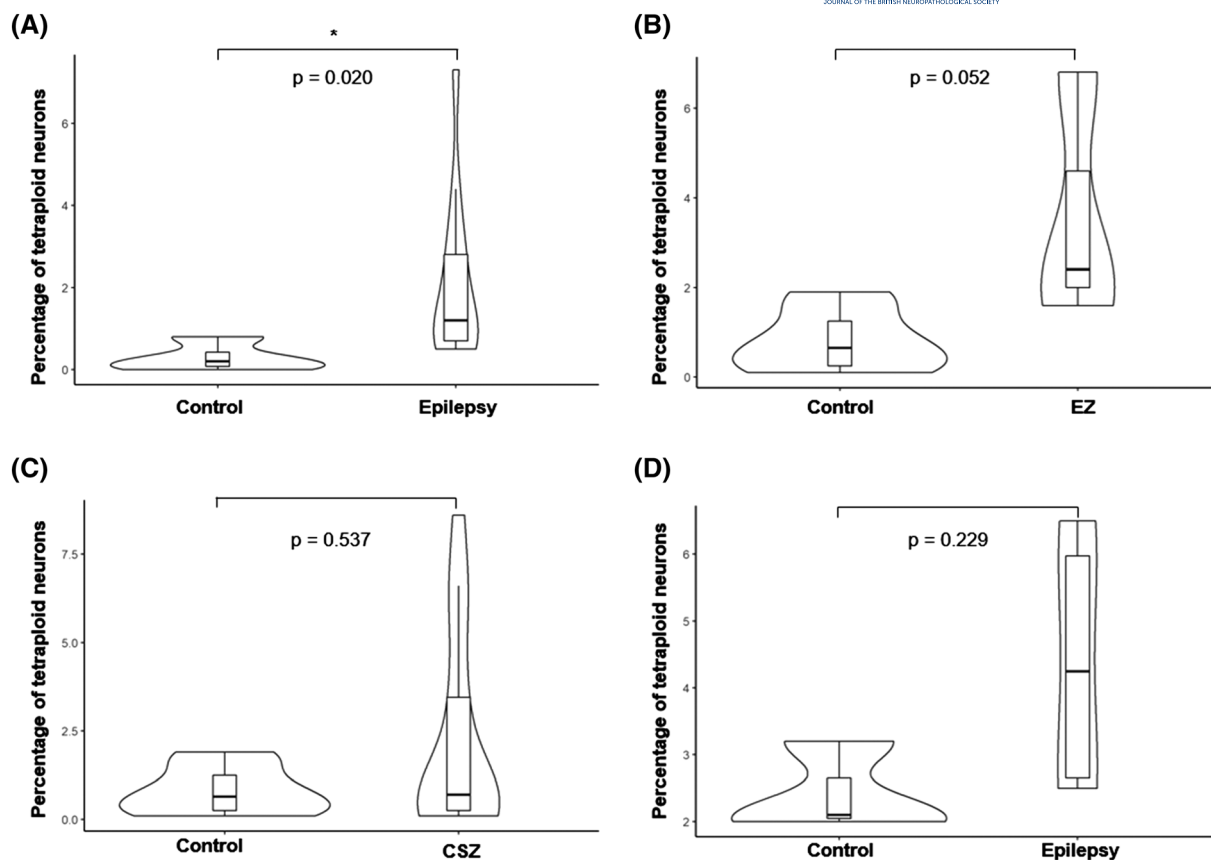 JOURNAL OF THE BRITISH NEUROPATHOLOGICAL SOCIETY
(A)
*
p = 0.020
Percentage of tetraploid neurons
6
4
2
0
Control
Epilepsy
(B)
p = 0.052
Percentage of tetraploid neurons
6
4
2
0
Control
EZ
(C)
p = 0.537
Percentage of tetraploid neurons
7.5
5.0
2.5
0.0
Control
CSZ
(D)
p = 0.229
Percentage of tetraploid neurons
6
5
4
3
2
Control
Epilepsy